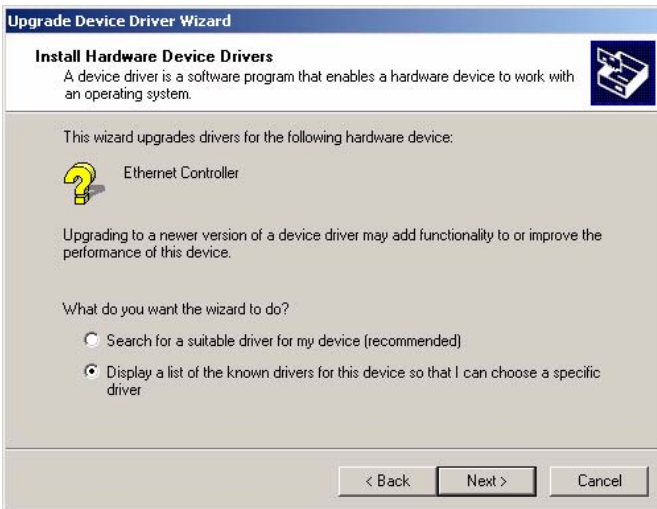 Upgrade Device Driver Wizard
Install Hardware Device Drivers
A device driver is a software program that enables a hardware device to work with
an operating system.
This wizard upgrades drivers for the following hardware device:
Ethernet Controller
Upgrading to a newer version of a device driver may add functionality to or improve the
performance of this device.
What do you want the wizard to do?
Search for a suitable driver for my device (recommended)
Display a list of the known drivers for this device so that I can choose a specific
driver
< Back
Next >
Cancel